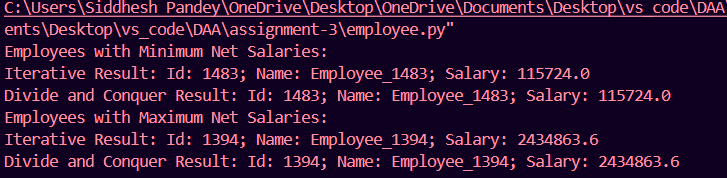 C:\Users\Siddhesh Pandey\OneDrive\Desktop\OneDrive\Documents\Desktop\vs_code\DAA
ents\Desktop\vs_code\DAA\assignment-3\employee.py"
Employees with Minimum Net Salaries:
Iterative Result: Id: 1483; Name: Employee_1483; Salary: 115724.0
Divide and Conquer Result: Id: 1483; Name: Employee_1483; Salary: 115724.0
Employees with Maximum Net Salaries:
Iterative Result: Id: 1394; Name: Employee_1394; Salary: 2434863.6
Divide and Conquer Result: Id: 1394; Name: Employee_1394; Salary: 2434863.6